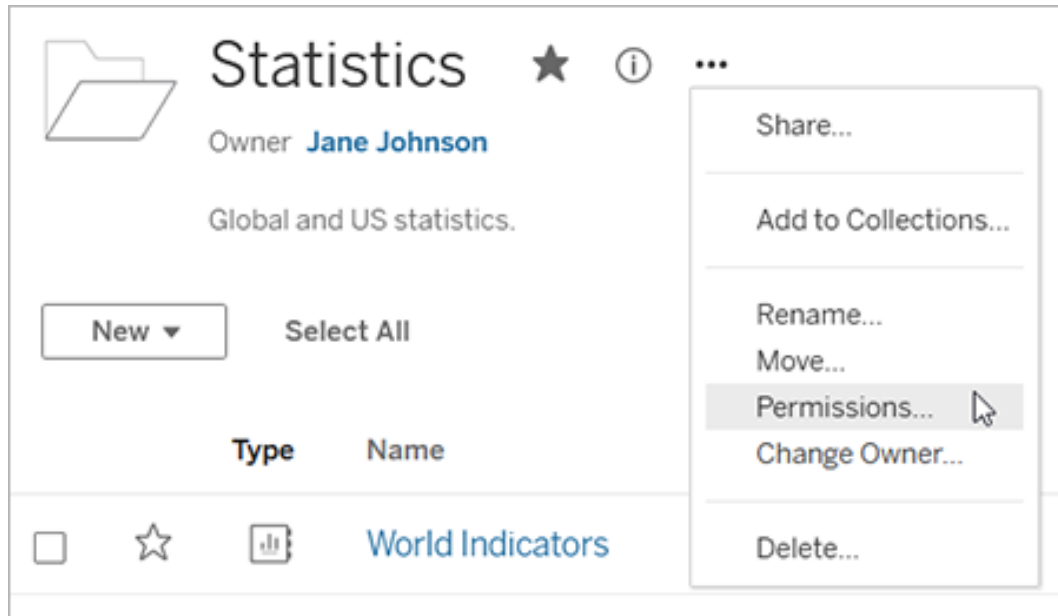 Statistics
Owner Jane Johnson
Global and US statistics.
New
Select All
Share...
Add to Collections...
Rename...
Move...
Permissions...
Change Owner...
Delete...
Type Name
World Indicators